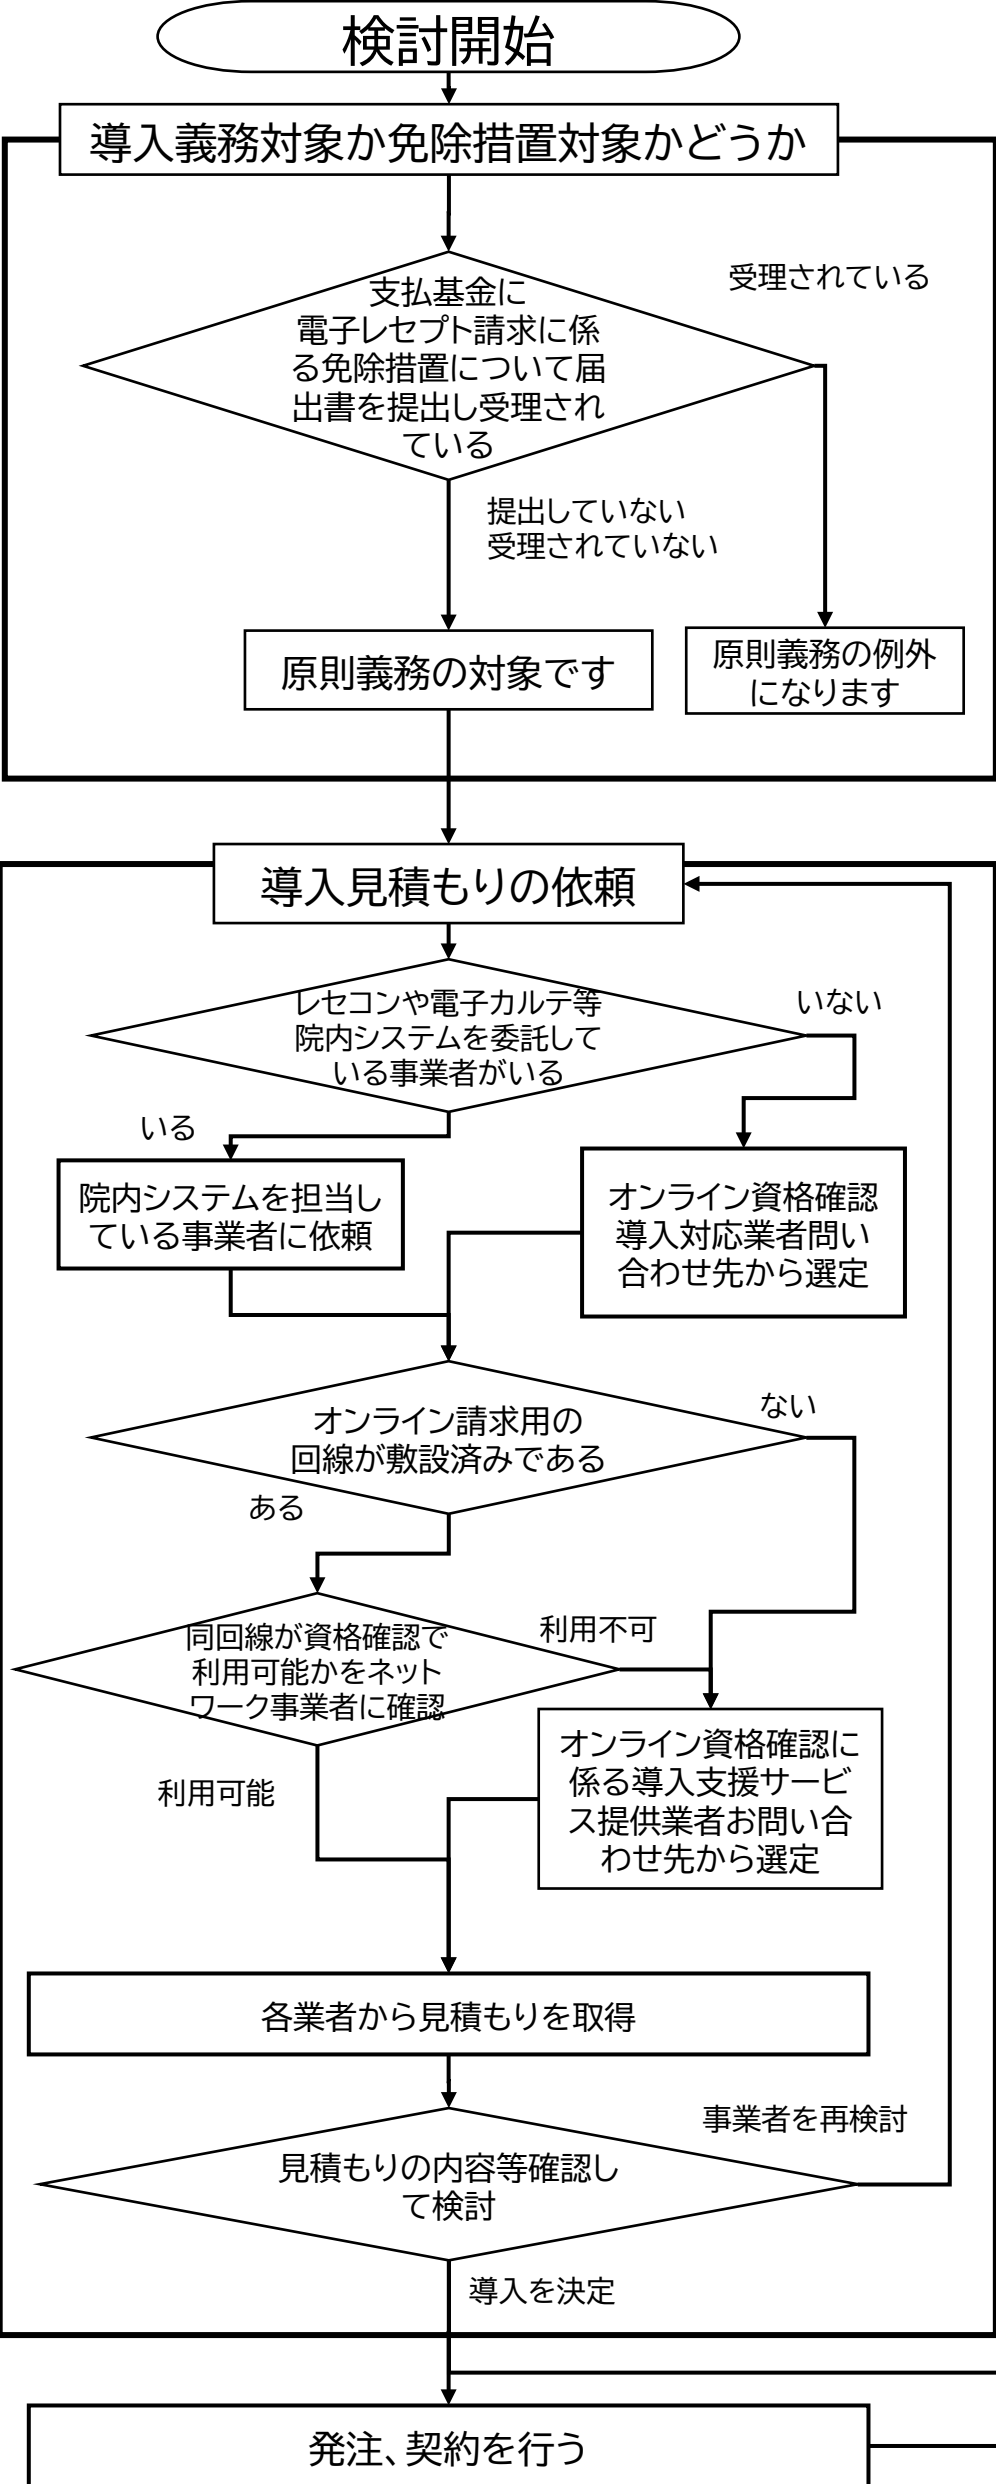 検討開始
導入義務対象か免除措置対象かどうか
受理されている
支払基金に
電子レセプト請求に係
る免除措置について届
出書を提出し受理され
ている
提出していない
受理されていない
原則義務の対象です
原則義務の例外
になります
導入見積もりの依頼
レセコンや電子カルテ等
院内システムを委託して
いる事業者がいる
いない
いる
院内システムを担当し
ている事業者に依頼
オンライン資格確認
導入対応業者問い
合わせ先から選定
オンライン請求用の
回線が敷設済みである
ない
ある
同回線が資格確認で
利用可能かをネット
ワーク事業者に確認
利用不可
オンライン資格確認に
係る導入支援サービ
ス提供業者お問い合
わせ先から選定
利用可能
各業者から見積もりを取得
事業者を再検討
見積もりの内容等確認し
て検討
導入を決定
発注、契約を行う